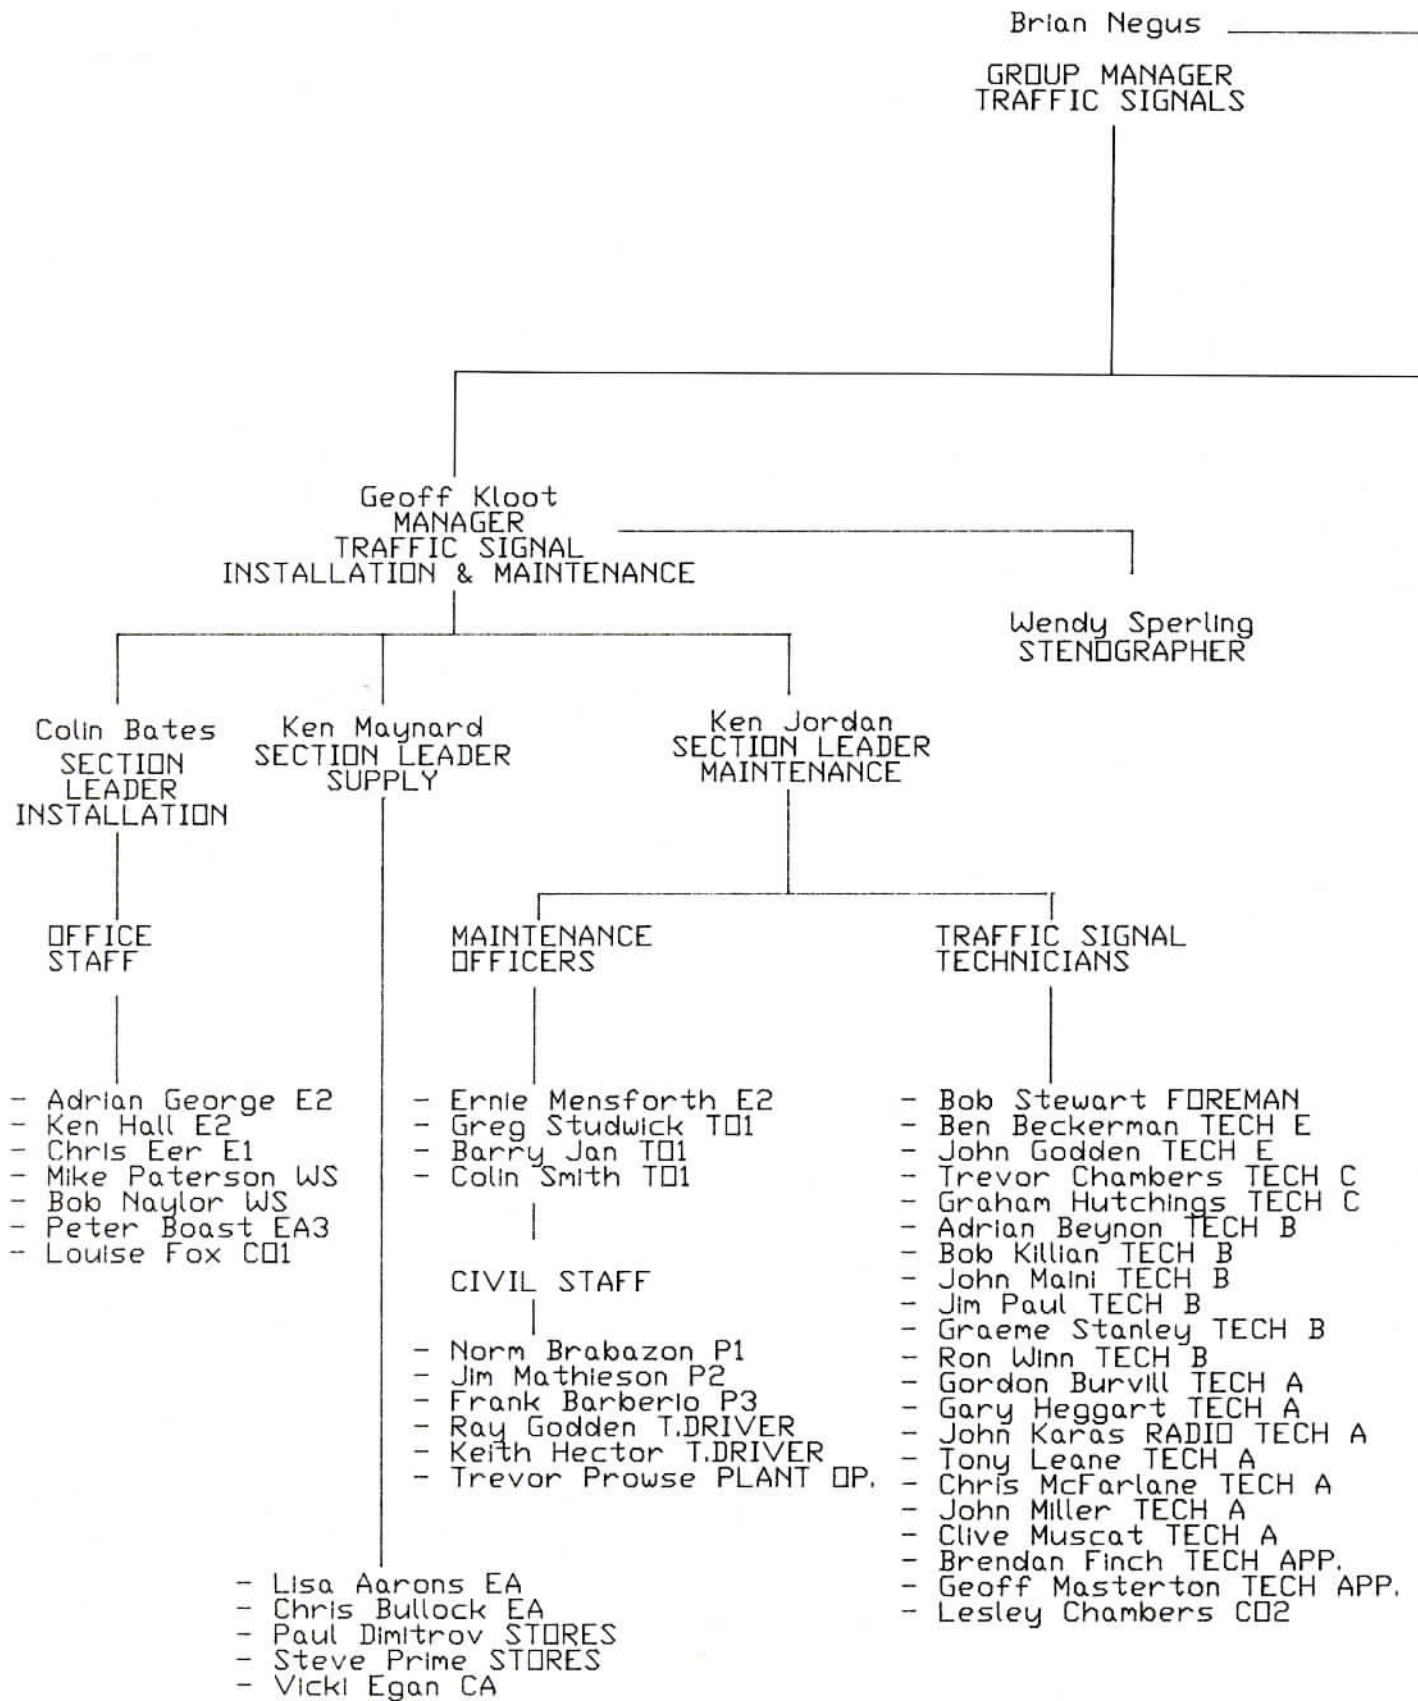 Brian Negus
GROUP MANAGER
TRAFFIC SIGNALS
Geoff Kloot
MANAGER
TRAFFIC SIGNAL
INSTALLATION & MAINTENANCE
Wendy Sperling
STENOGRAPHER
Colin Bates
SECTION
LEADER
INSTALLATION
Ken Maynard
SECTION LEADER
SUPPLY
Ken Jordan
SECTION LEADER
MAINTENANCE
OFFICE
STAFF
- Adrian George E2
- Ken Hall E2
- Chris Eer E1
- Mike Paterson WS
- Bob Naylor WS
- Peter Boast EA3
- Louise Fox CO1
MAINTENANCE
OFFICERS
- Ernie Mensforth E2
- Greg Studwick TO1
- Barry Jan TO1
- Colin Smith TO1
CIVIL STAFF
- Norm Brabazon P1
- Jim Mathieson P2
- Frank Barberio P3
- Ray Godden T.DRIVER
- Keith Hector T.DRIVER
- Trevor Prowse PLANT OP.
TRAFFIC SIGNAL
TECHNICIANS
- Bob Stewart FOREMAN
- Ben Beckerman TECH E
- John Godden TECH E
- Trevor Chambers TECH C
- Graham Hutchings TECH C
- Adrian Beynon TECH B
- Bob Killian TECH B
- John Maini TECH B
- Jim Paul TECH B
- Graeme Stanley TECH B
- Ron Winn TECH B
- Gordon Burvill TECH A
- Gary Heggart TECH A
- John Karas RADIO TECH A
- Tony Leane TECH A
- Chris McFarlane TECH A
- John Miller TECH A
- Clive Muscat TECH A
- Brendan Finch TECH APP.
- Geoff Masterton TECH APP.
- Lesley Chambers CO2
- Lisa Aarons EA
- Chris Bullock EA
- Paul Dimitrov STORES
- Steve Prime STORES
- Vicki Egan CA